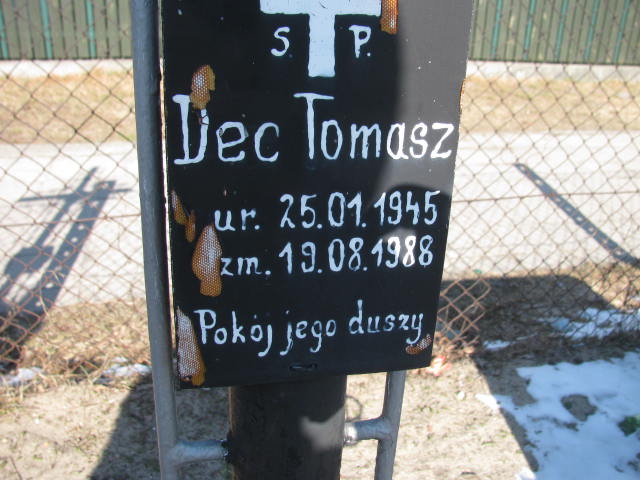 S. P.
Dec Tomasz
ur. 25.01.1945
zm. 19.08.1988
Pokój jego duszy